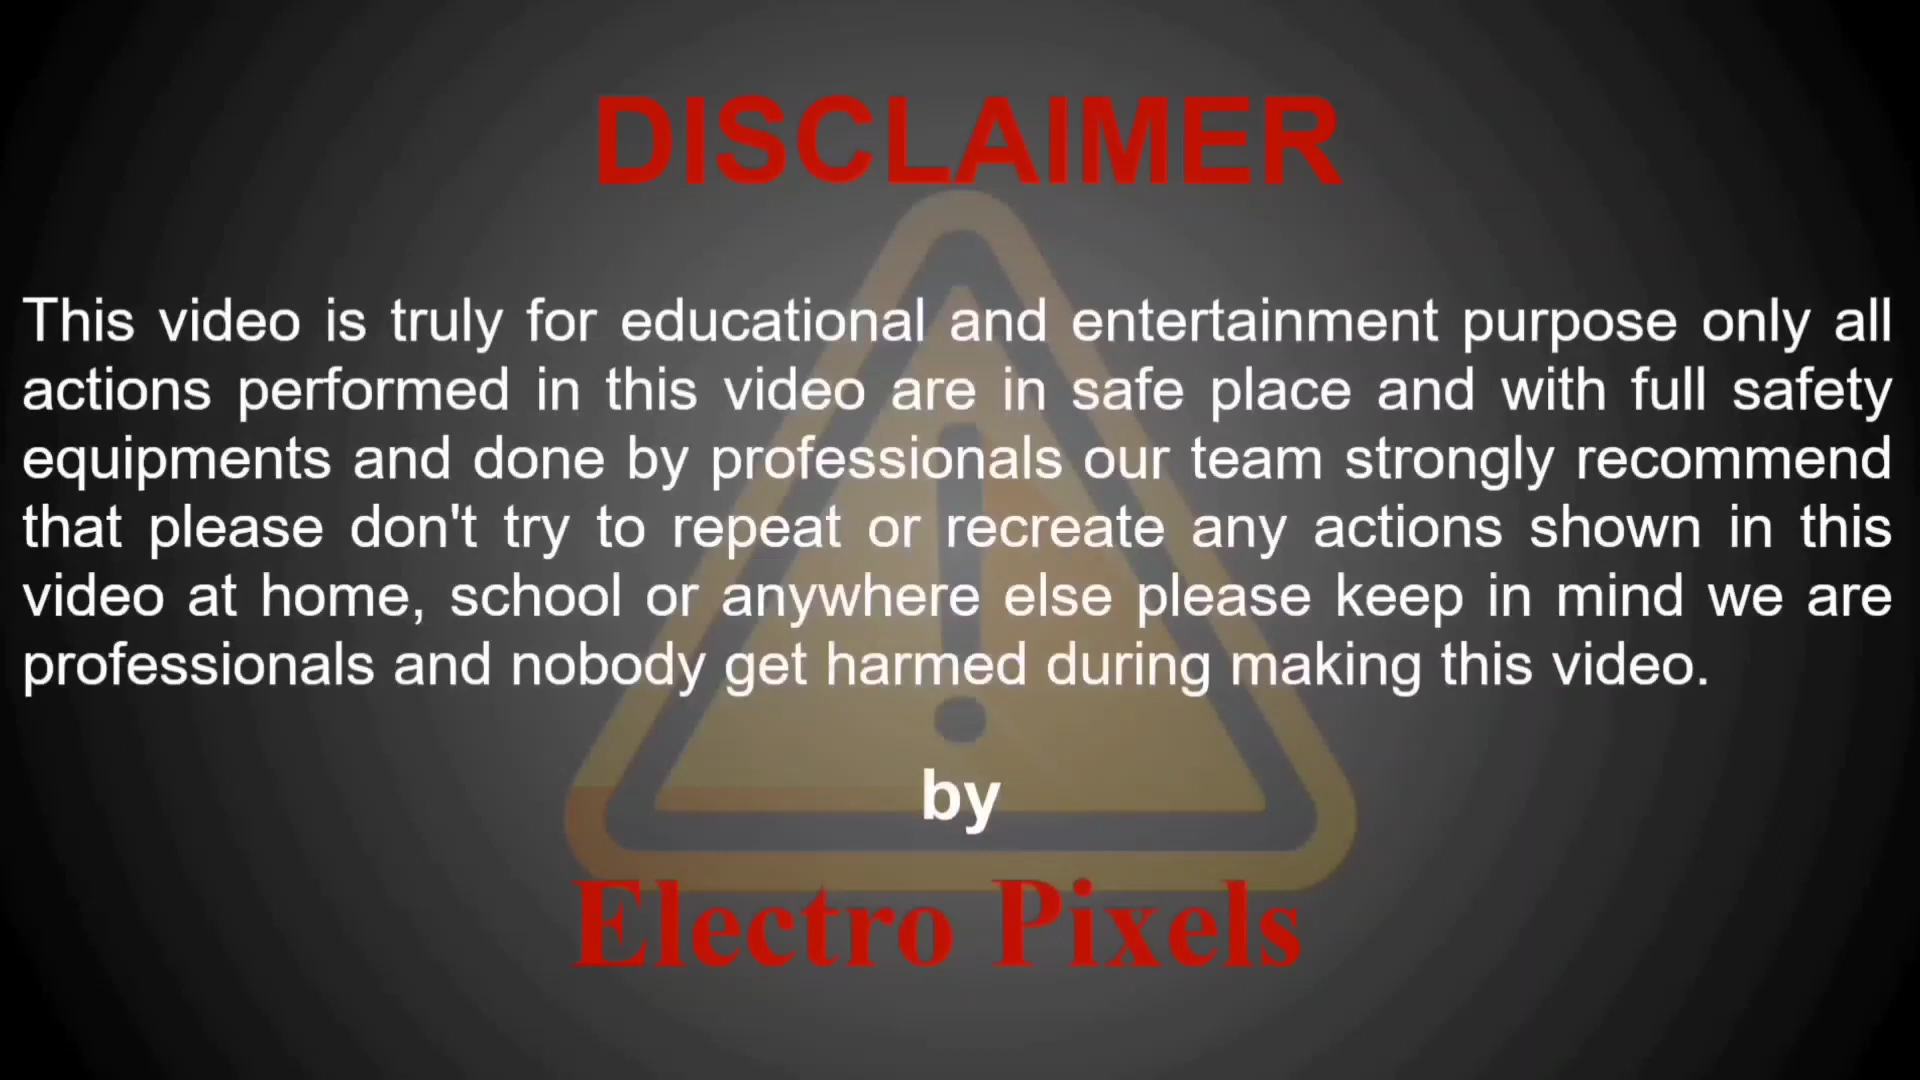 DISCLAIMER
This video is truly for educational and entertainment purpose only all
actions performed in this video are in safe place and with full safety
equipments and done by professionals our team strongly recommend
that please don't try to repeat or recreate any actions shown in this
video at home, school or anywhere else please keep in mind we are
professionals and nobody get harmed during making this video.
by
Electro Pixels